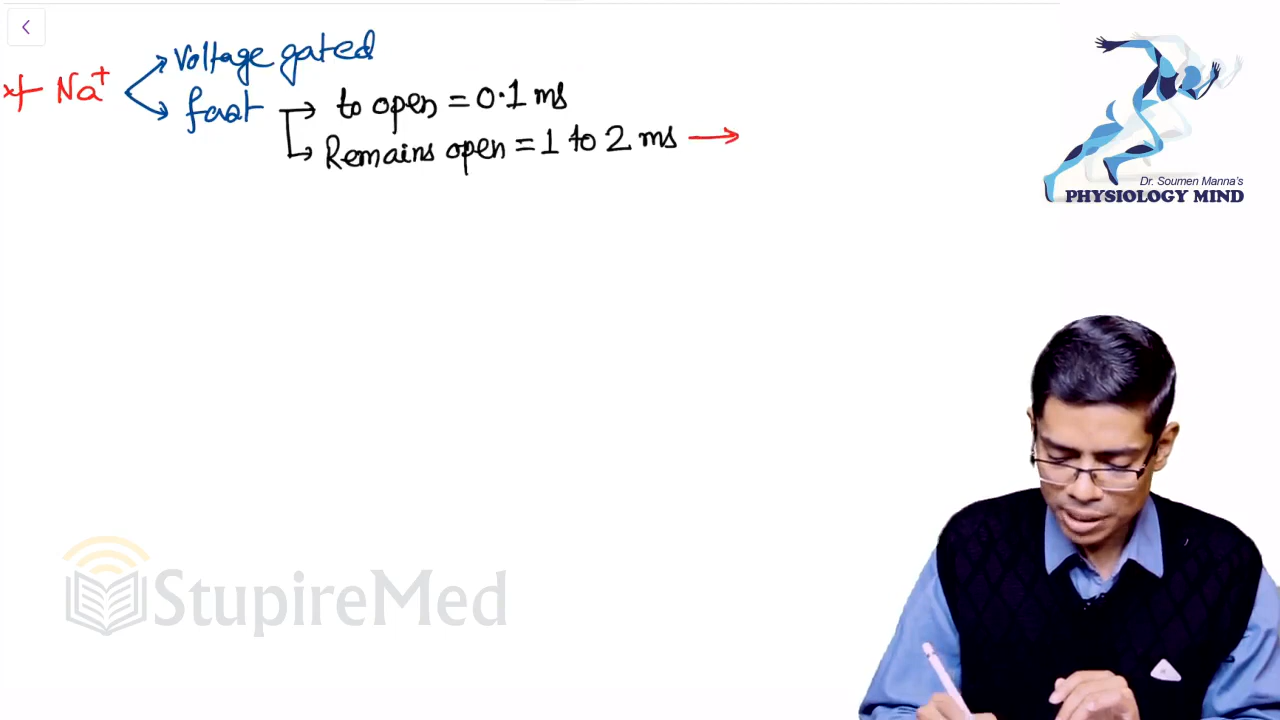 Voltage gated
Na+
fast → to open = 0.1 ms
Remains open = 1 to 2 ms →
Dr. Soumen Manna's
PHYSIOLOGY MIND
StupireMed